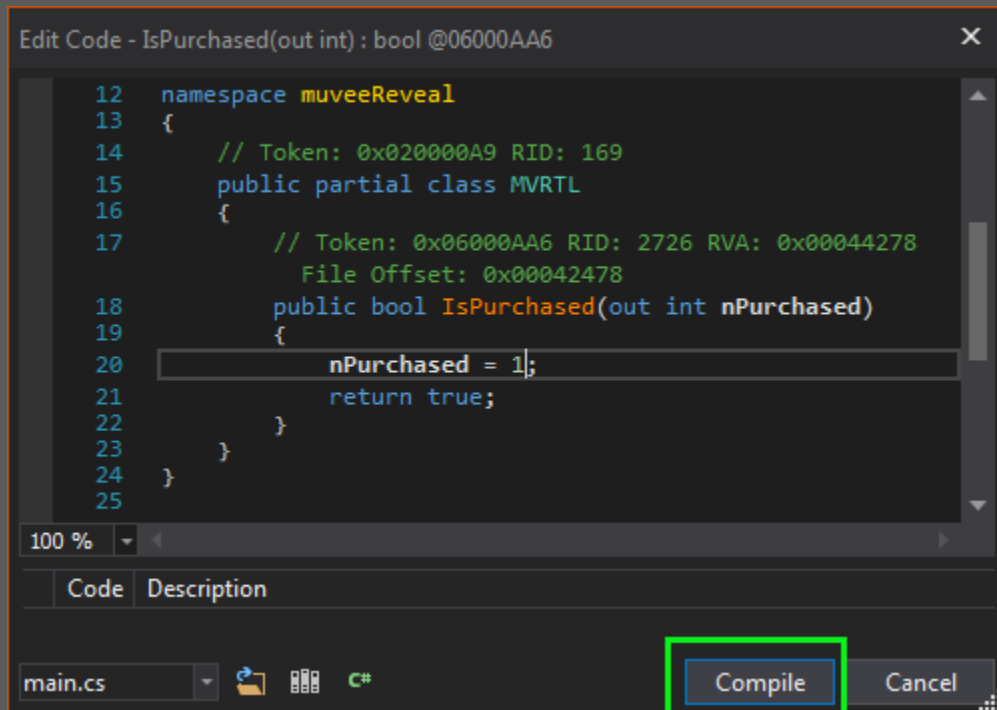 Edit Code - IsPurchased(out int) : bool @06000AA6
12 namespace muveeReveal
13 {
14 // Token: 0x020000A9 RID: 169
15 public partial class MVRTL
16 {
17 // Token: 0x06000AA6 RID: 2726 RVA: 0x00044278
File Offset: 0x00042478
18 public bool IsPurchased(out int nPurchased)
19 {
20 nPurchased = 1;
21 return true;
22 }
23 }
24 }
25
100 %
Code Description
main.cs C# Compile Cancel